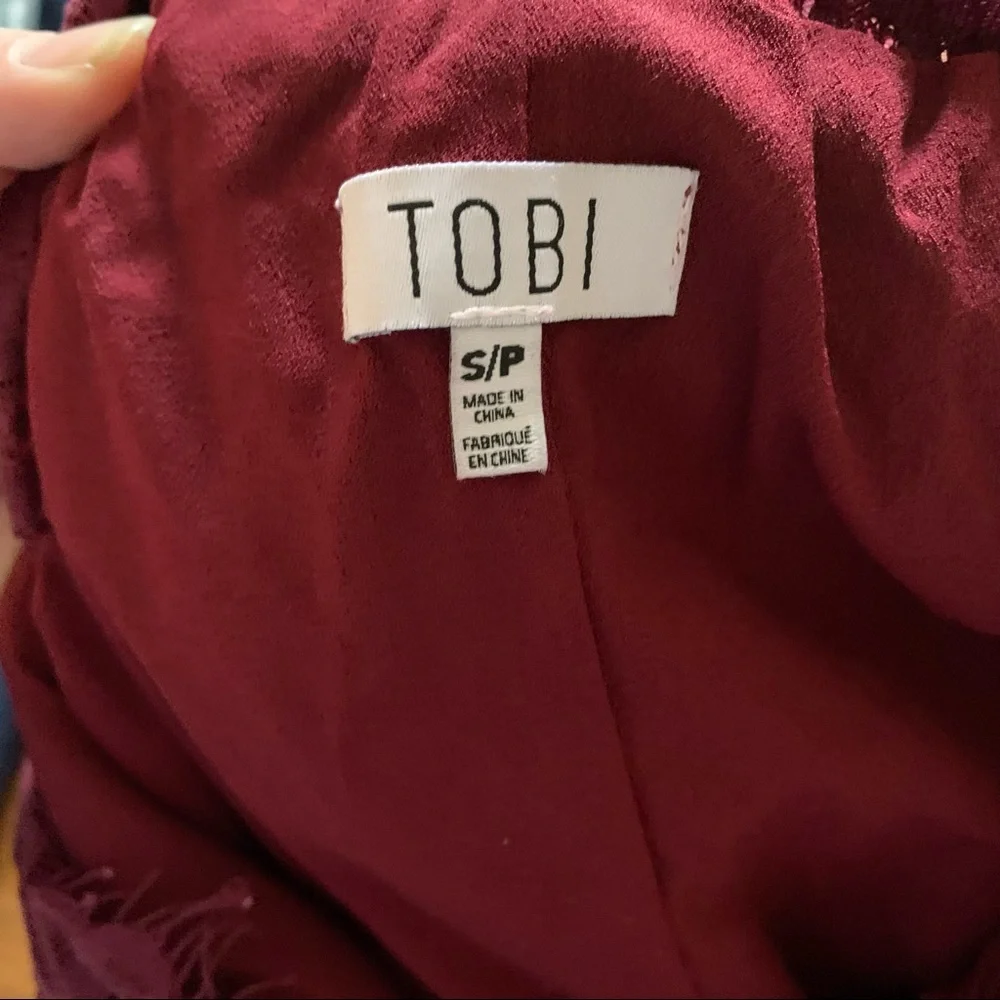 TOBI
S/P
MADE IN
CHINA
FABRIQUÉ
EN CHINE